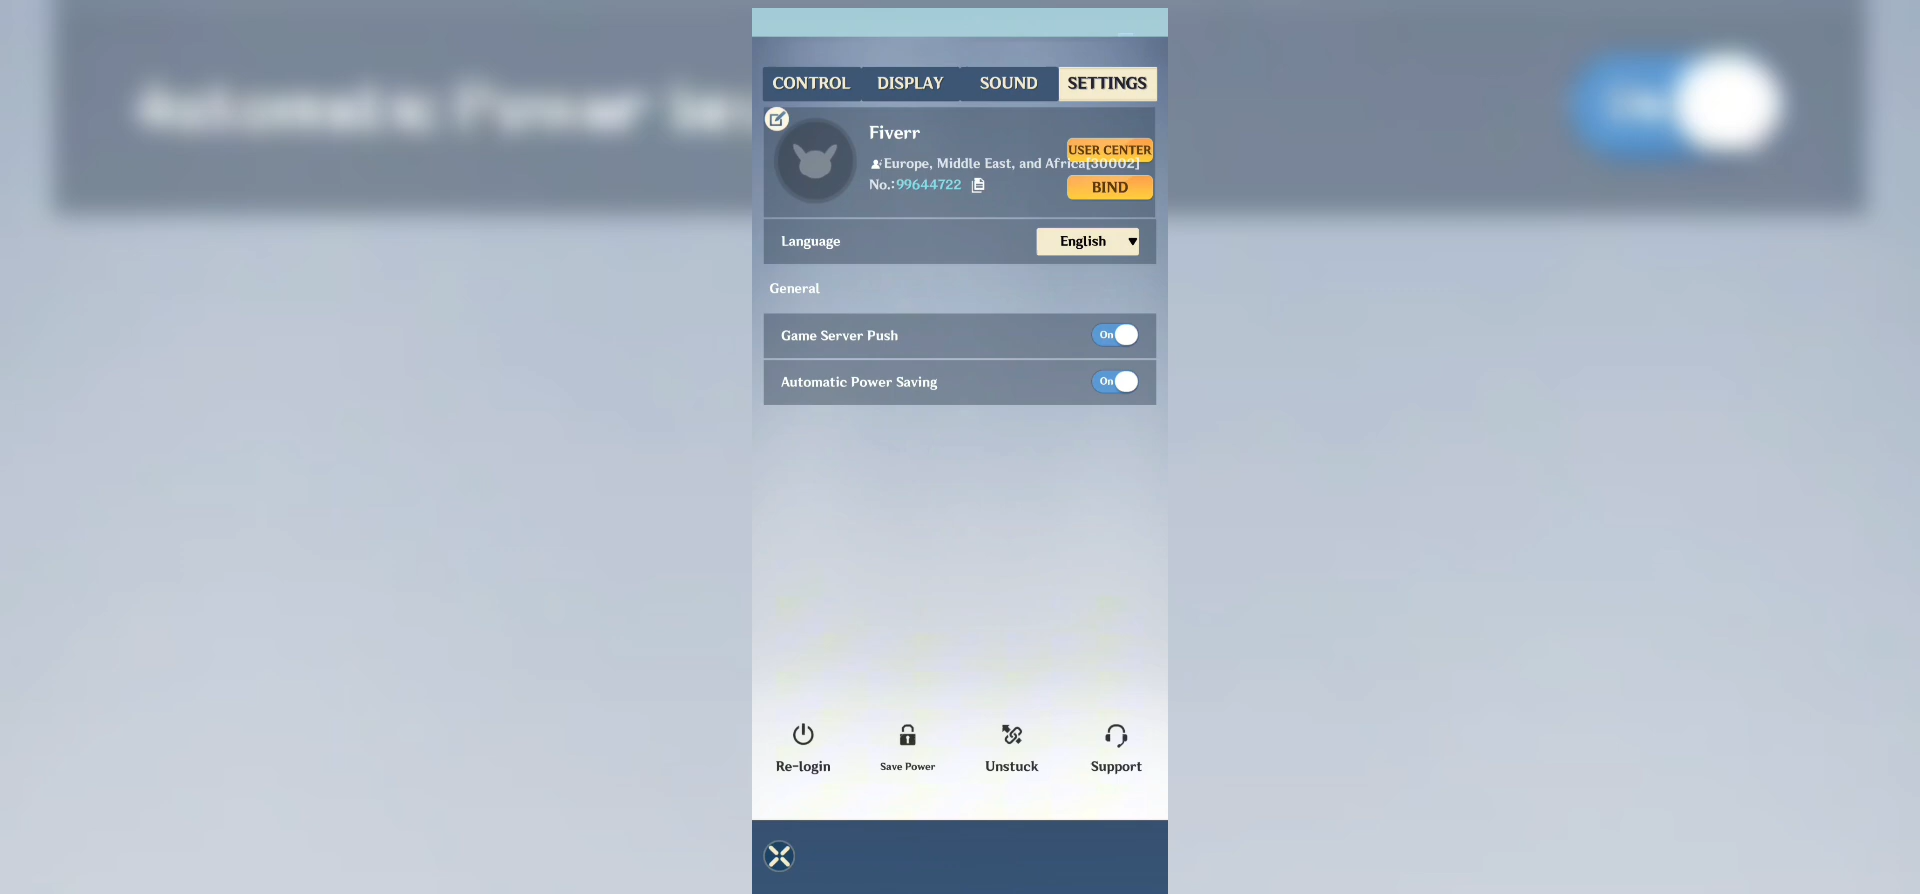 CONTROL DISPLAY SOUND SETTINGS
Fiverr
USER CENTER
Europe, Middle East, and Africa[30002]
No.:99644722
BIND
Language English
General
Game Server Push On
Automatic Power Saving On
Re-login Save Power Unstuck Support